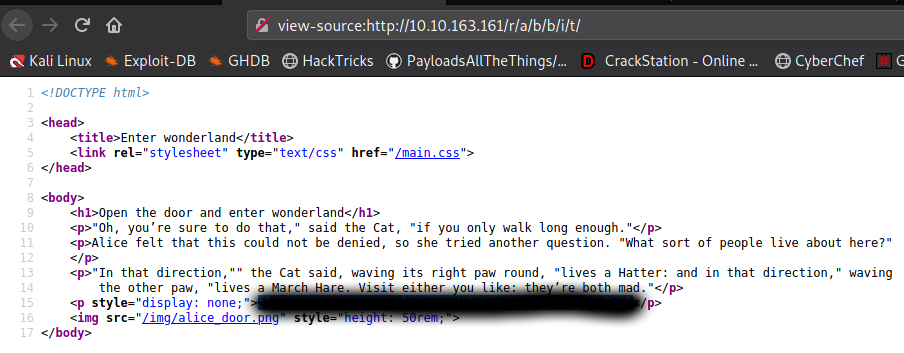 view-source:http://10.10.163.161/r/a/b/b/i/t/
Kali Linux Exploit-DB GHDB HackTricks PayloadsAllTheThings/... CrackStation - Online ... CyberChef G
1 <!DOCTYPE html>
2
3 <head>
4 <title>Enter wonderland</title>
5 <link rel="stylesheet" type="text/css" href="/main.css">
6 </head>
7
8 <body>
9 <h1>Open the door and enter wonderland</h1>
10 <p>"Oh, you’re sure to do that," said the Cat, "if you only walk long enough."</p>
11 <p>Alice felt that this could not be denied, so she tried another question. "What sort of people live about here?"
12 </p>
13 <p>"In that direction,"" the Cat said, waving its right paw round, "lives a Hatter: and in that direction," waving
14 the other paw, "lives a March Hare. Visit either you like: they’re both mad."</p>
15 <p style="display: none;"> </p>
16 <img src="/img/alice_door.png" style="height: 50rem;">
17 </body>